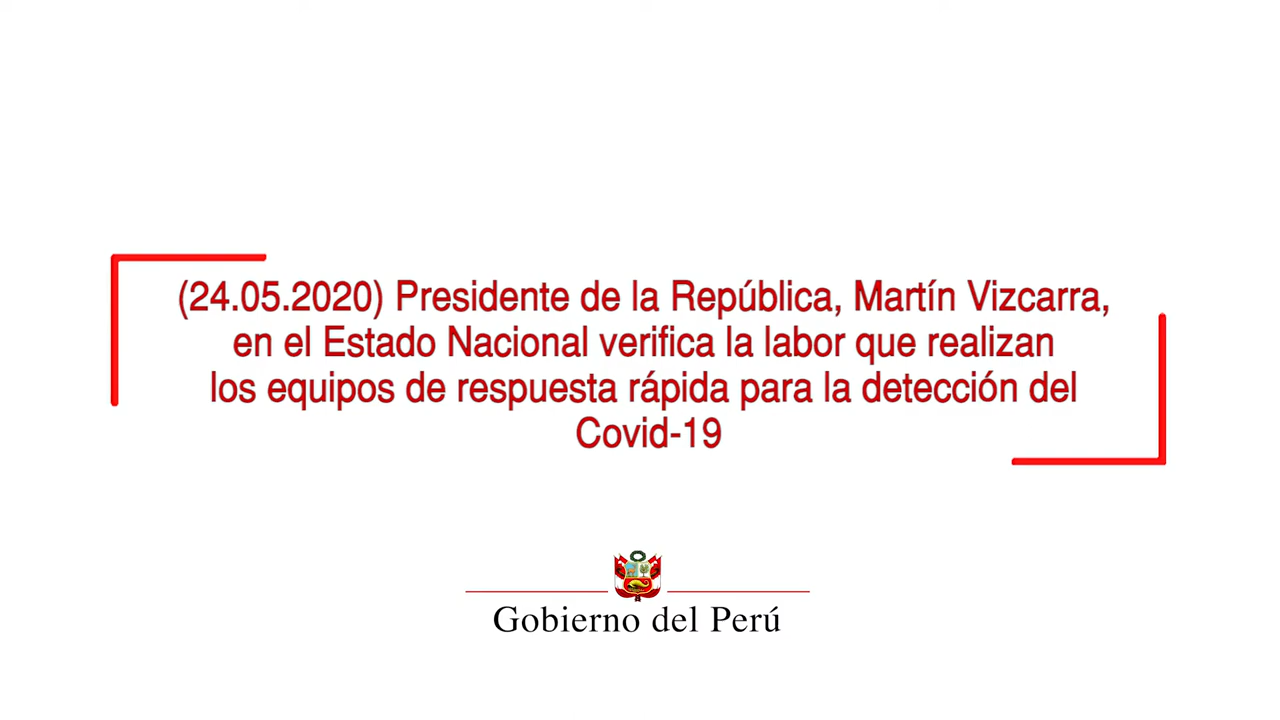 (24.05.2020) Presidente de la República, Martín Vizcarra,
en el Estado Nacional verifica la labor que realizan
los equipos de respuesta rápida para la detección del
Covid-19
Gobierno del Perú